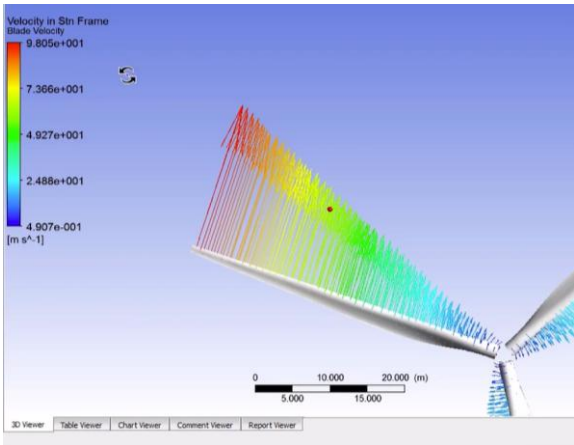 Velocity in Stn Frame
Blade Velocity
9.805e+001
7.366e+001
4.927e+001
2.488e+001
4.907e-001
[m s^-1]
0 10.000 20.000 (m)
5.000 15.000
3D Viewer Table Viewer Chart Viewer Comment Viewer Report Viewer